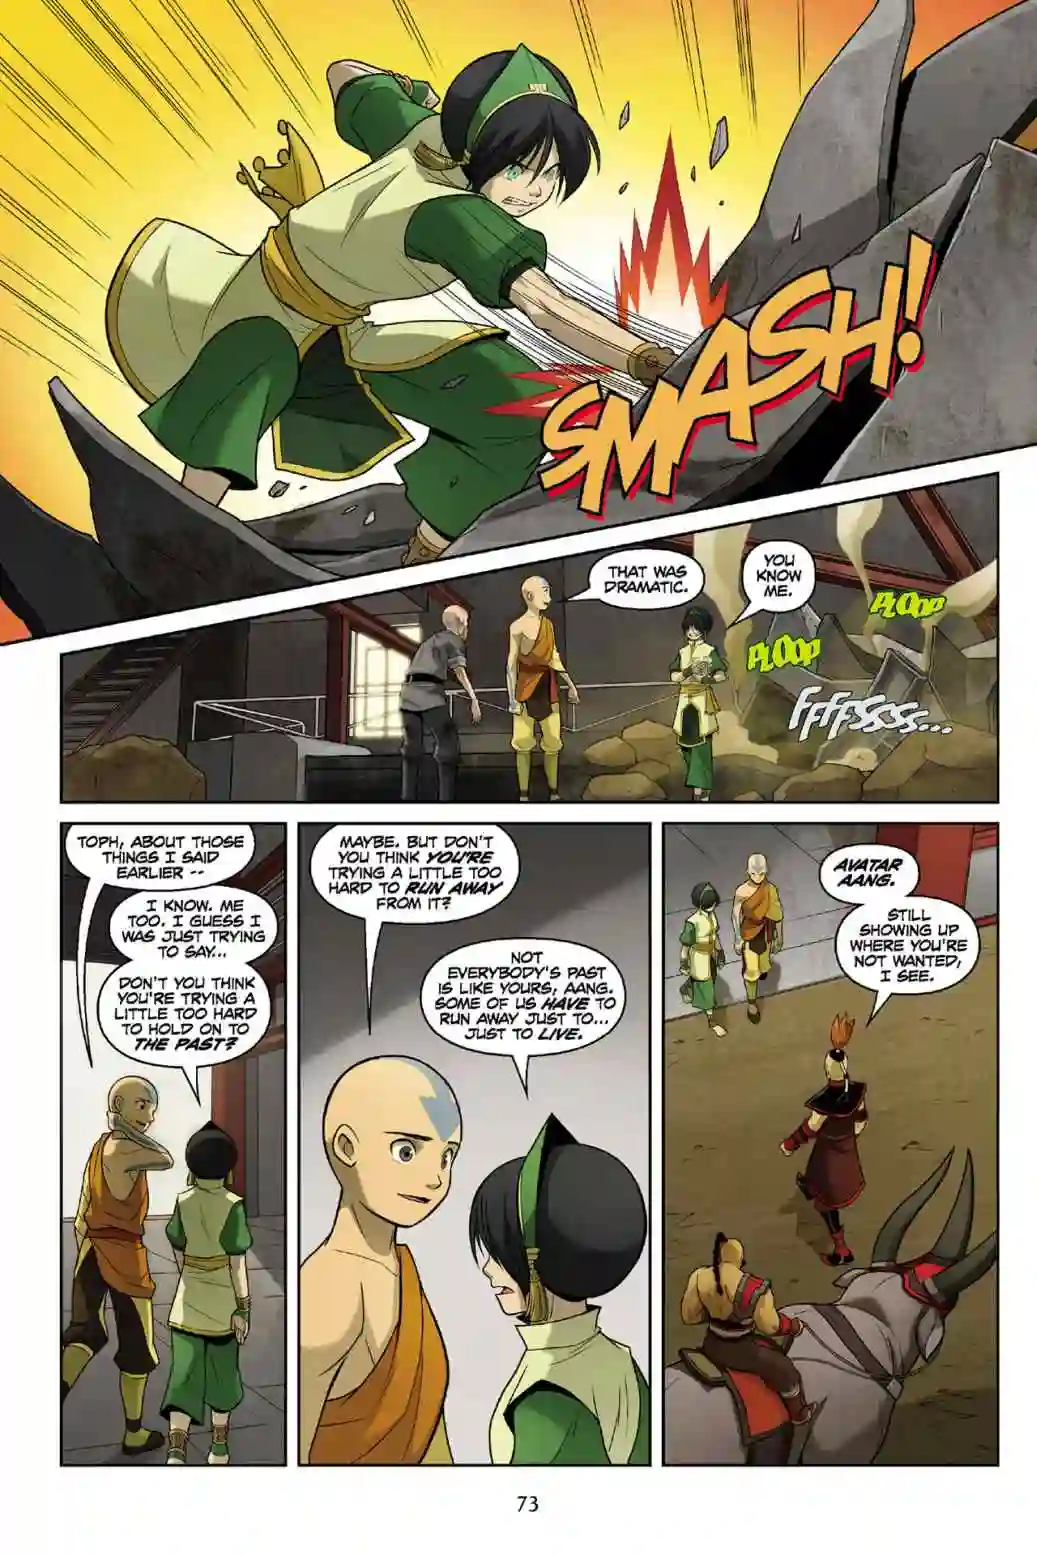 SMASH!
THAT WAS
DRAMATIC.
YOU
KNOW
ME.
PLOOP
PLOOP
FFFFSSSS...
TOPH, ABOUT THOSE
THINGS I SAID
EARLIER --
I KNOW. ME
TOO. I GUESS I
WAS JUST TRYING
TO SAY...
DON'T YOU THINK
YOU'RE TRYING A
LITTLE TOO HARD
TO HOLD ON TO
THE PAST?
MAYBE. BUT DON'T
YOU THINK YOU'RE
TRYING A LITTLE TOO
HARD TO RUN AWAY
FROM IT?
NOT
EVERYBODY'S PAST
IS LIKE YOURS, AANG.
SOME OF US HAVE TO
RUN AWAY JUST TO...
JUST TO LIVE.
AVATAR
AANG.
STILL
SHOWING UP
WHERE YOU'RE
NOT WANTED,
I SEE.
73